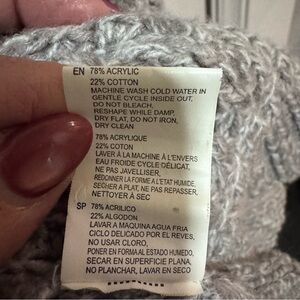 EN 78% ACRYLIC
22% COTTON
MACHINE WASH COLD WATER IN
GENTLE CYCLE INSIDE OUT,
DO NOT BLEACH,
RESHAPE WHILE DAMP,
DRY FLAT, DO NOT IRON,
DRY CLEAN
78% ACRYLIQUE
22% COTON
LAVER À LA MACHINE À L'ENVERS
EAU FROIDE CYCLE DÉLICAT,
NE PAS JAVELLISER,
REDONNER LA FORME A L'ETAT HUMIDE,
SÉCHER A PLAT, NE PAS REPASSER,
NETTOYER À SEC
SP 78% ACRILICO
22% ALGODON
LAVAR A MAQUINA AGUA FRIA
CICLO DELICADO POR EL REVES,
NO USAR CLORO,
PONER EN FORMA AL ESTADO HUMEDO,
SECAR EN SUPERFICIE PLANA,
NO PLANCHAR, LAVAR EN SECO